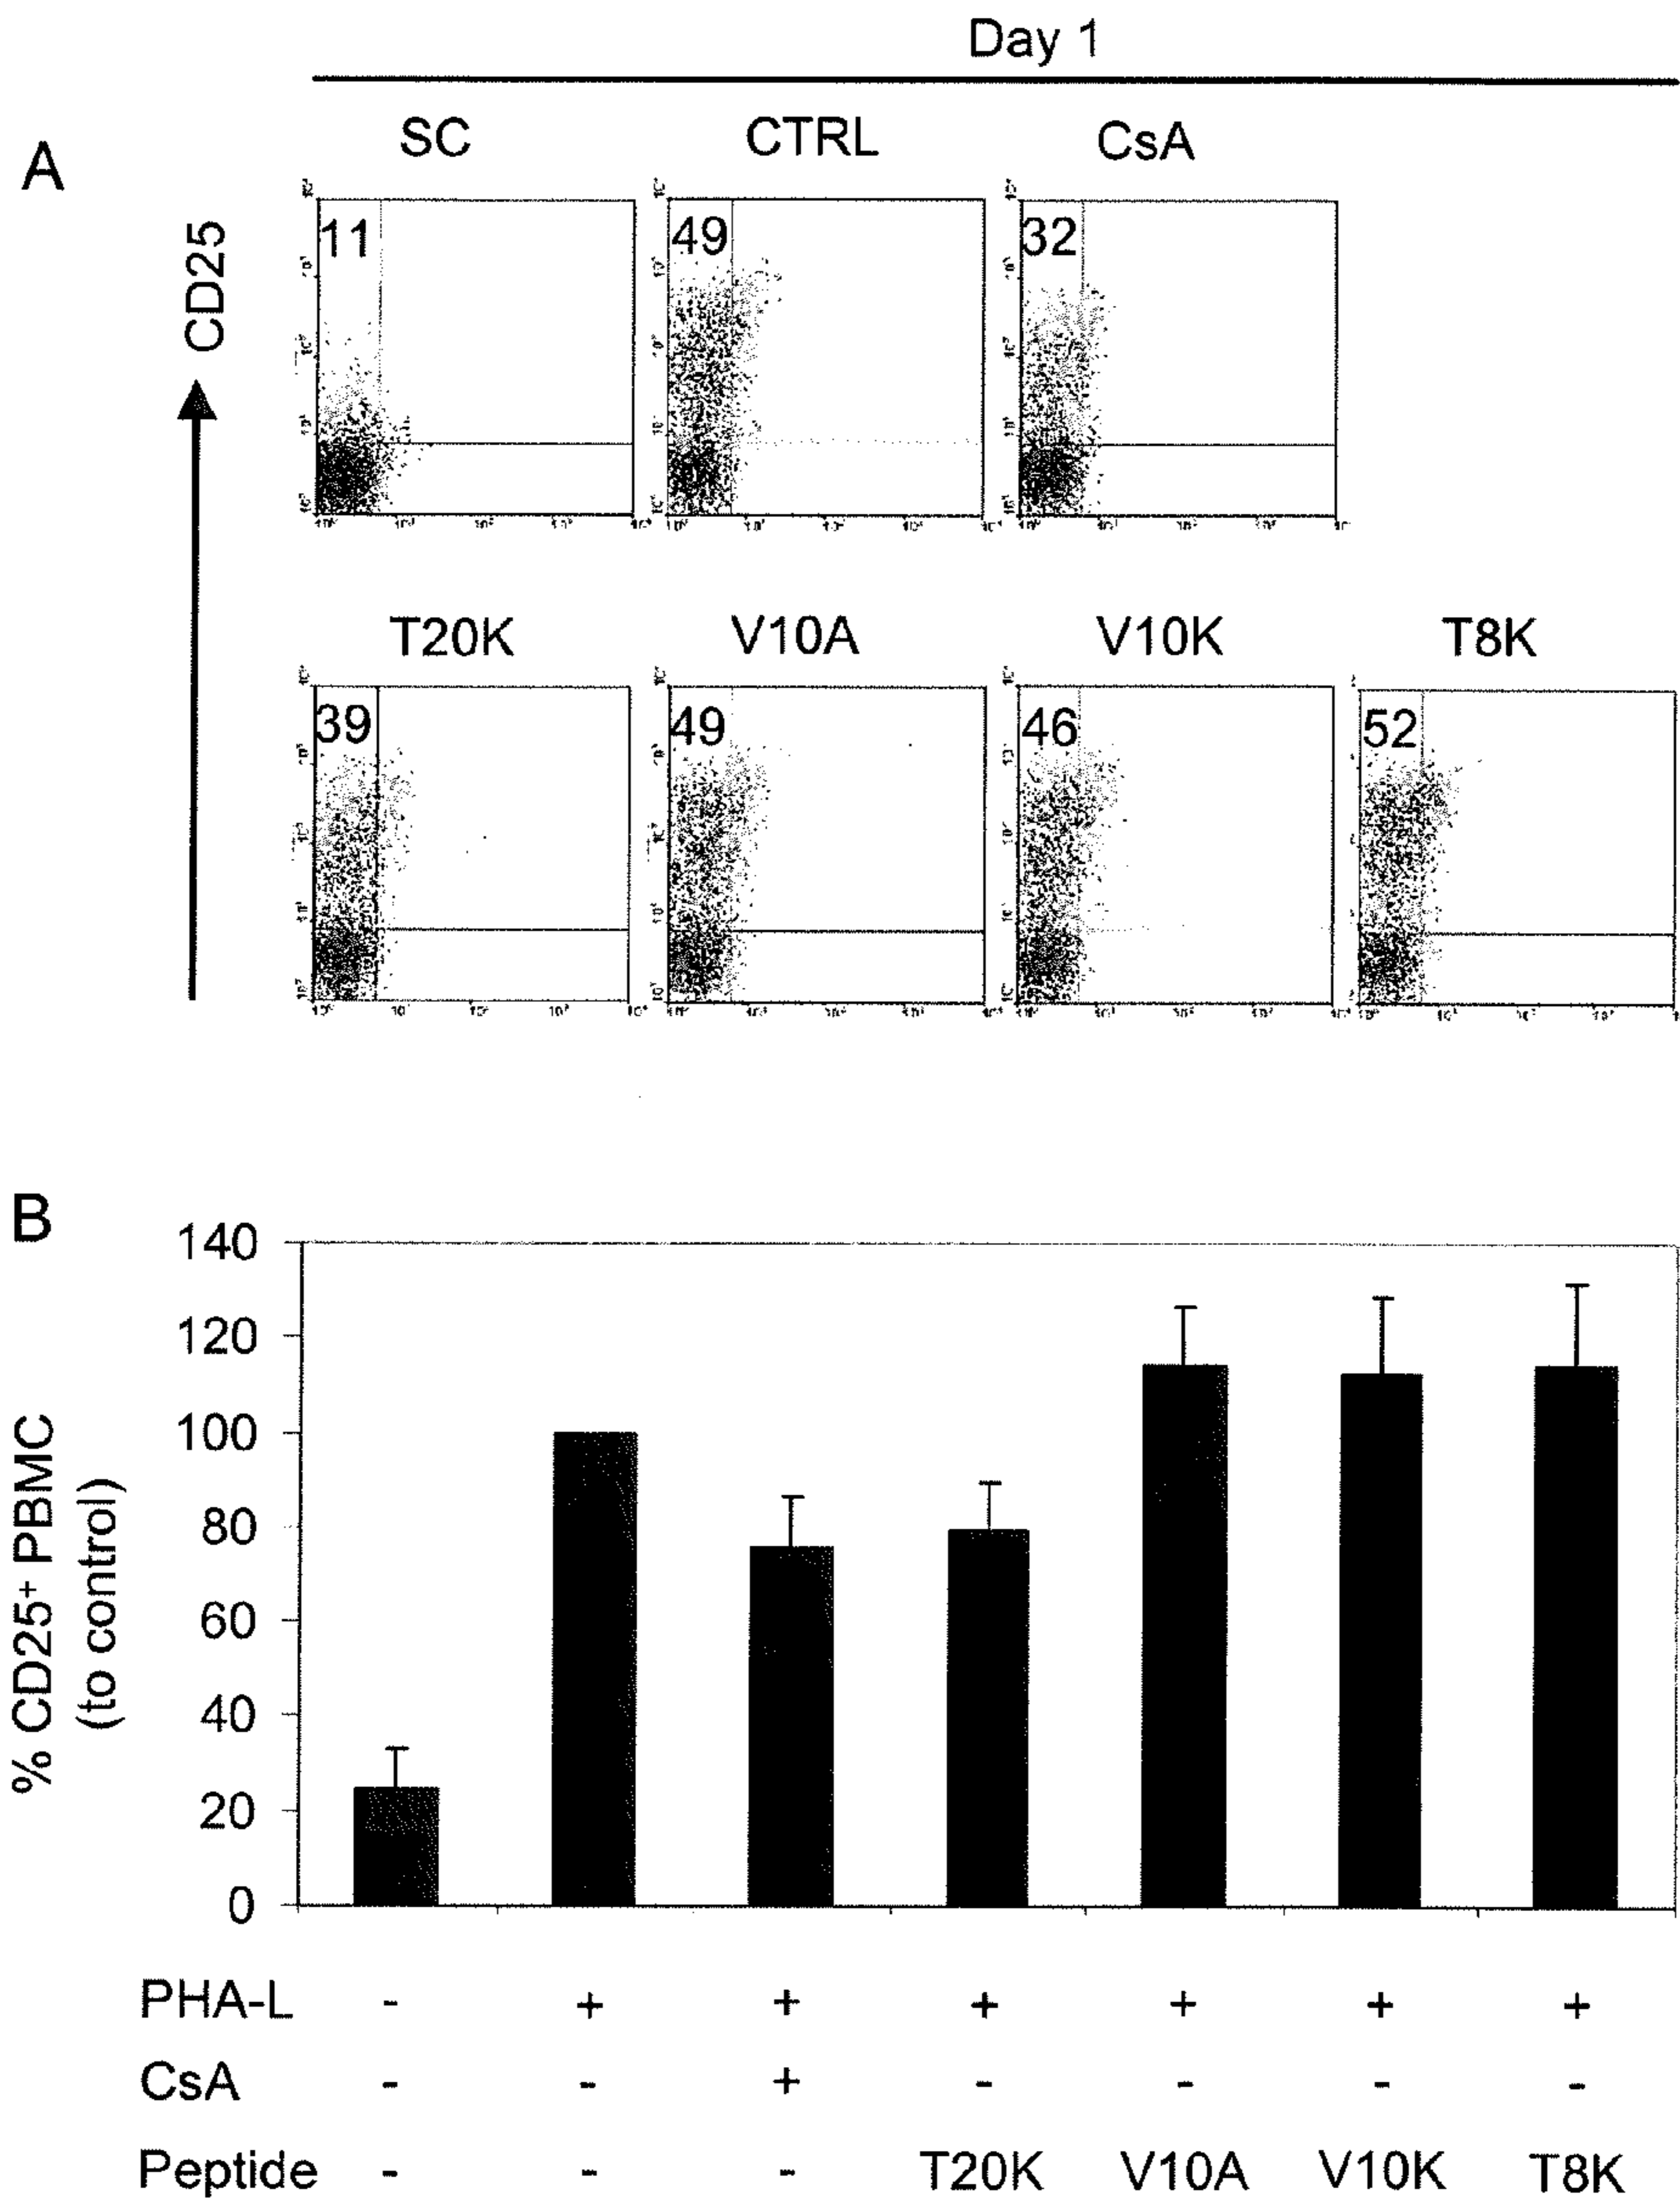 Day 1
A
SC CTRL CsA
CD25
11 49 32
T20K V10A V10K T8K
39 49 46 52
B
% CD25⁺ PBMC
(to control)
140
120
100
80
60
40
20
0
PHA-L - + + + + + +
CsA - - + - - - -
Peptide - - - T20K V10A V10K T8K